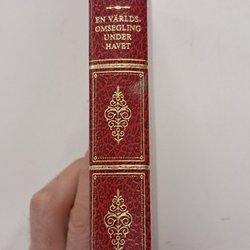 EN VÄRLDS-
OMSEGLING
UNDER
HAVET